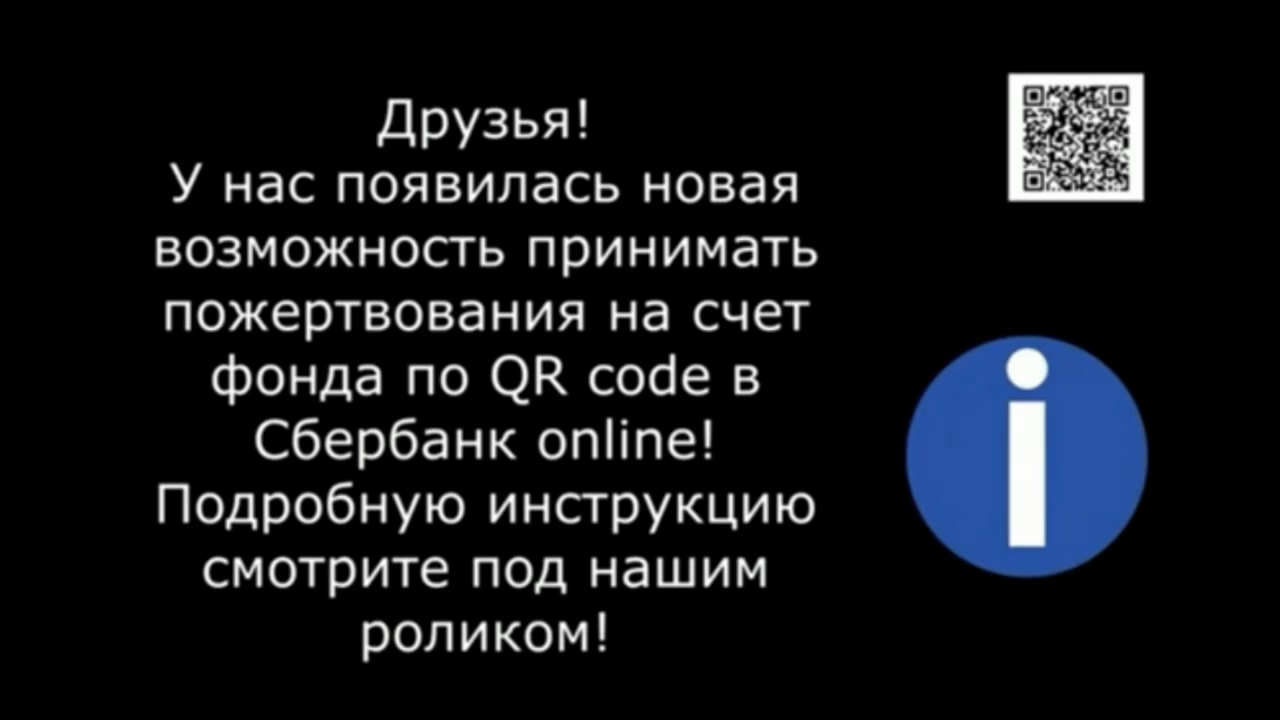 Друзья!
У нас появилась новая
возможность принимать
пожертвования на счет
фонда по QR code в
Сбербанк online!
Подробную инструкцию
смотрите под нашим
роликом!